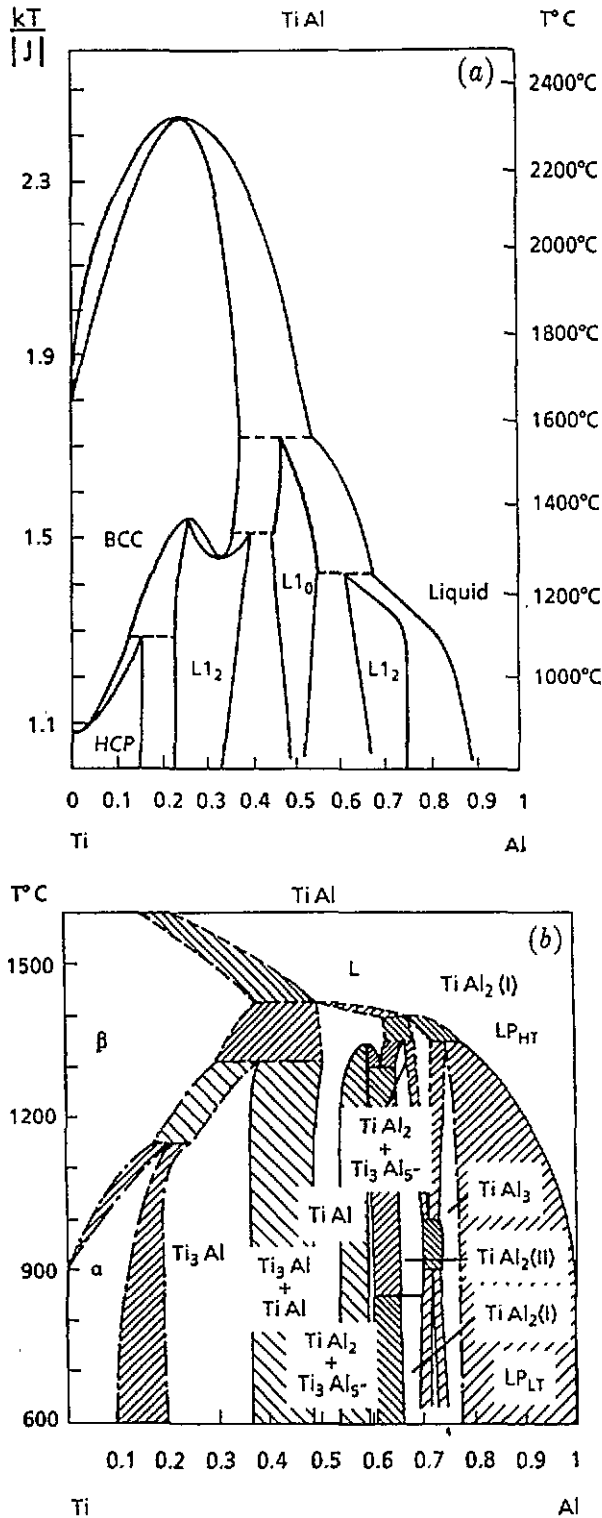 kT
|J|
Ti Al
T°C
(a)
2400°C
2.3
2200°C
2000°C
1.9
1800°C
1600°C
1400°C
BCC
1.5
L1₀
Liquid
1200°C
L1₂
L1₂
1000°C
1.1
HCP
0 0.1 0.2 0.3 0.4 0.5 0.6 0.7 0.8 0.9 1
Ti
Al
T°C
Ti Al
(b)
1500
L
Ti Al₂(I)
LP_HT
β
1200
Ti Al₂
+
Ti₃ Al₅-
Ti Al₃
Ti Al
Ti₃ Al
Ti₃ Al
+
Ti Al
Ti Al₂(II)
900
α
Ti Al₂(I)
Ti Al₂
+
Ti₃ Al₅-
LP_LT
600
0.1 0.2 0.3 0.4 0.5 0.6 0.7 0.8 0.9 1
Ti
Al